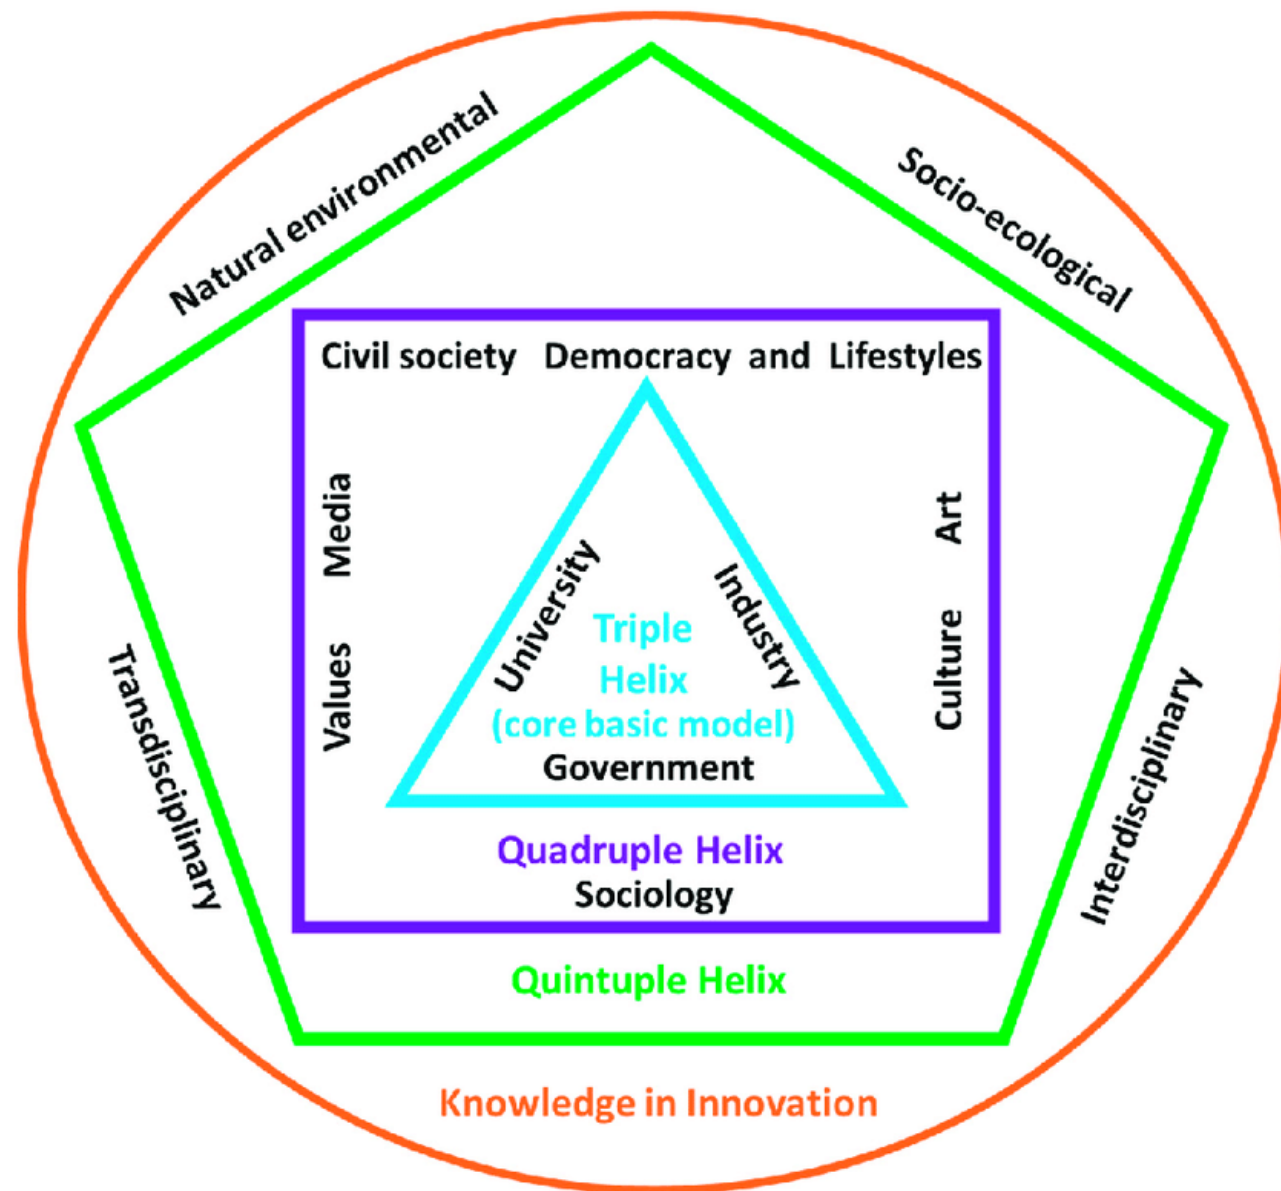 Natural environmental
Socio-ecological
Civil society Democracy and Lifestyles
Media
Art
University
Industry
Triple
Helix
(core basic model)
Government
Values
Culture
Transdisciplinary
Interdisciplinary
Quadruple Helix
Sociology
Quintuple Helix
Knowledge in Innovation